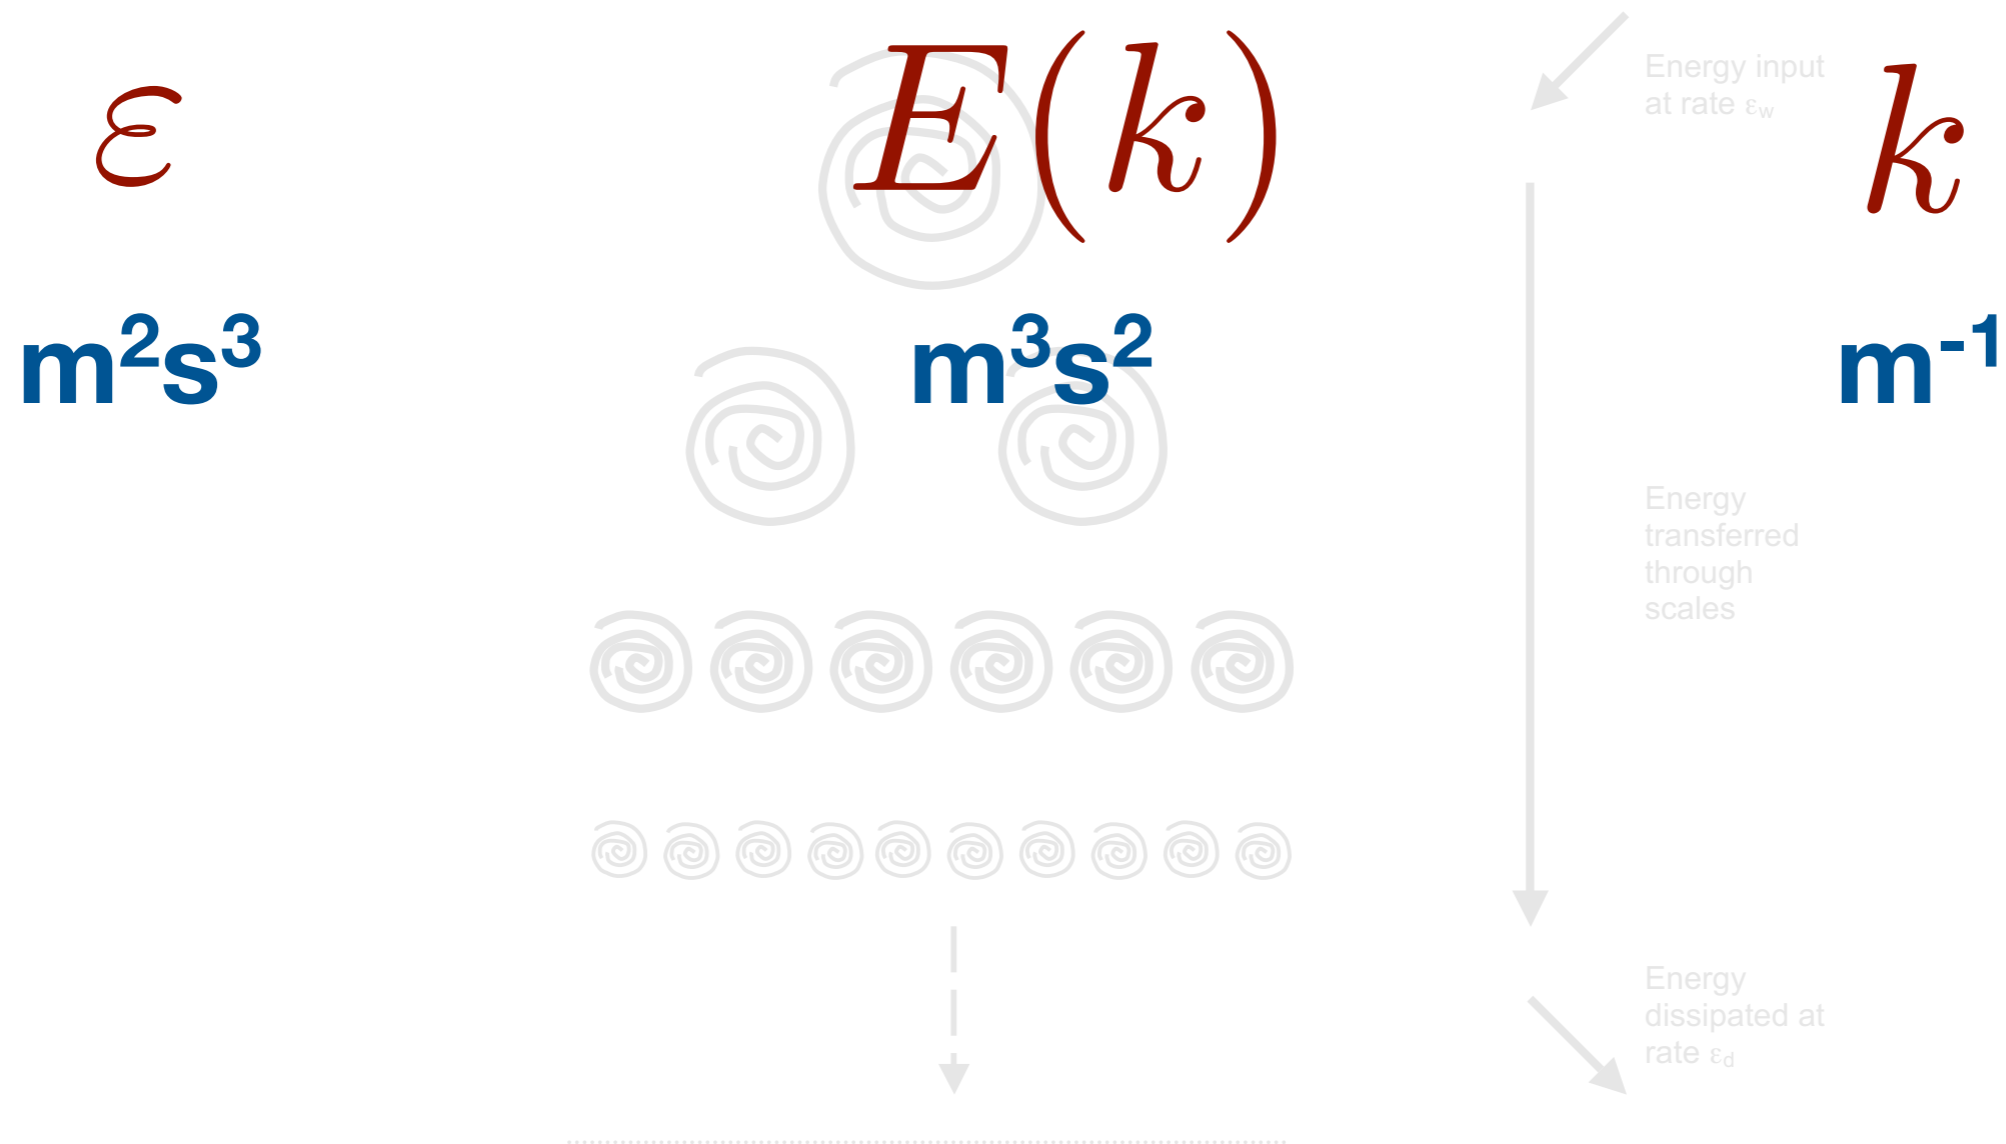 ε E(k) k
m²s³ m³s² m⁻¹
Energy input
at rate εw
Energy
transferred
through
scales
Energy
dissipated at
rate εd